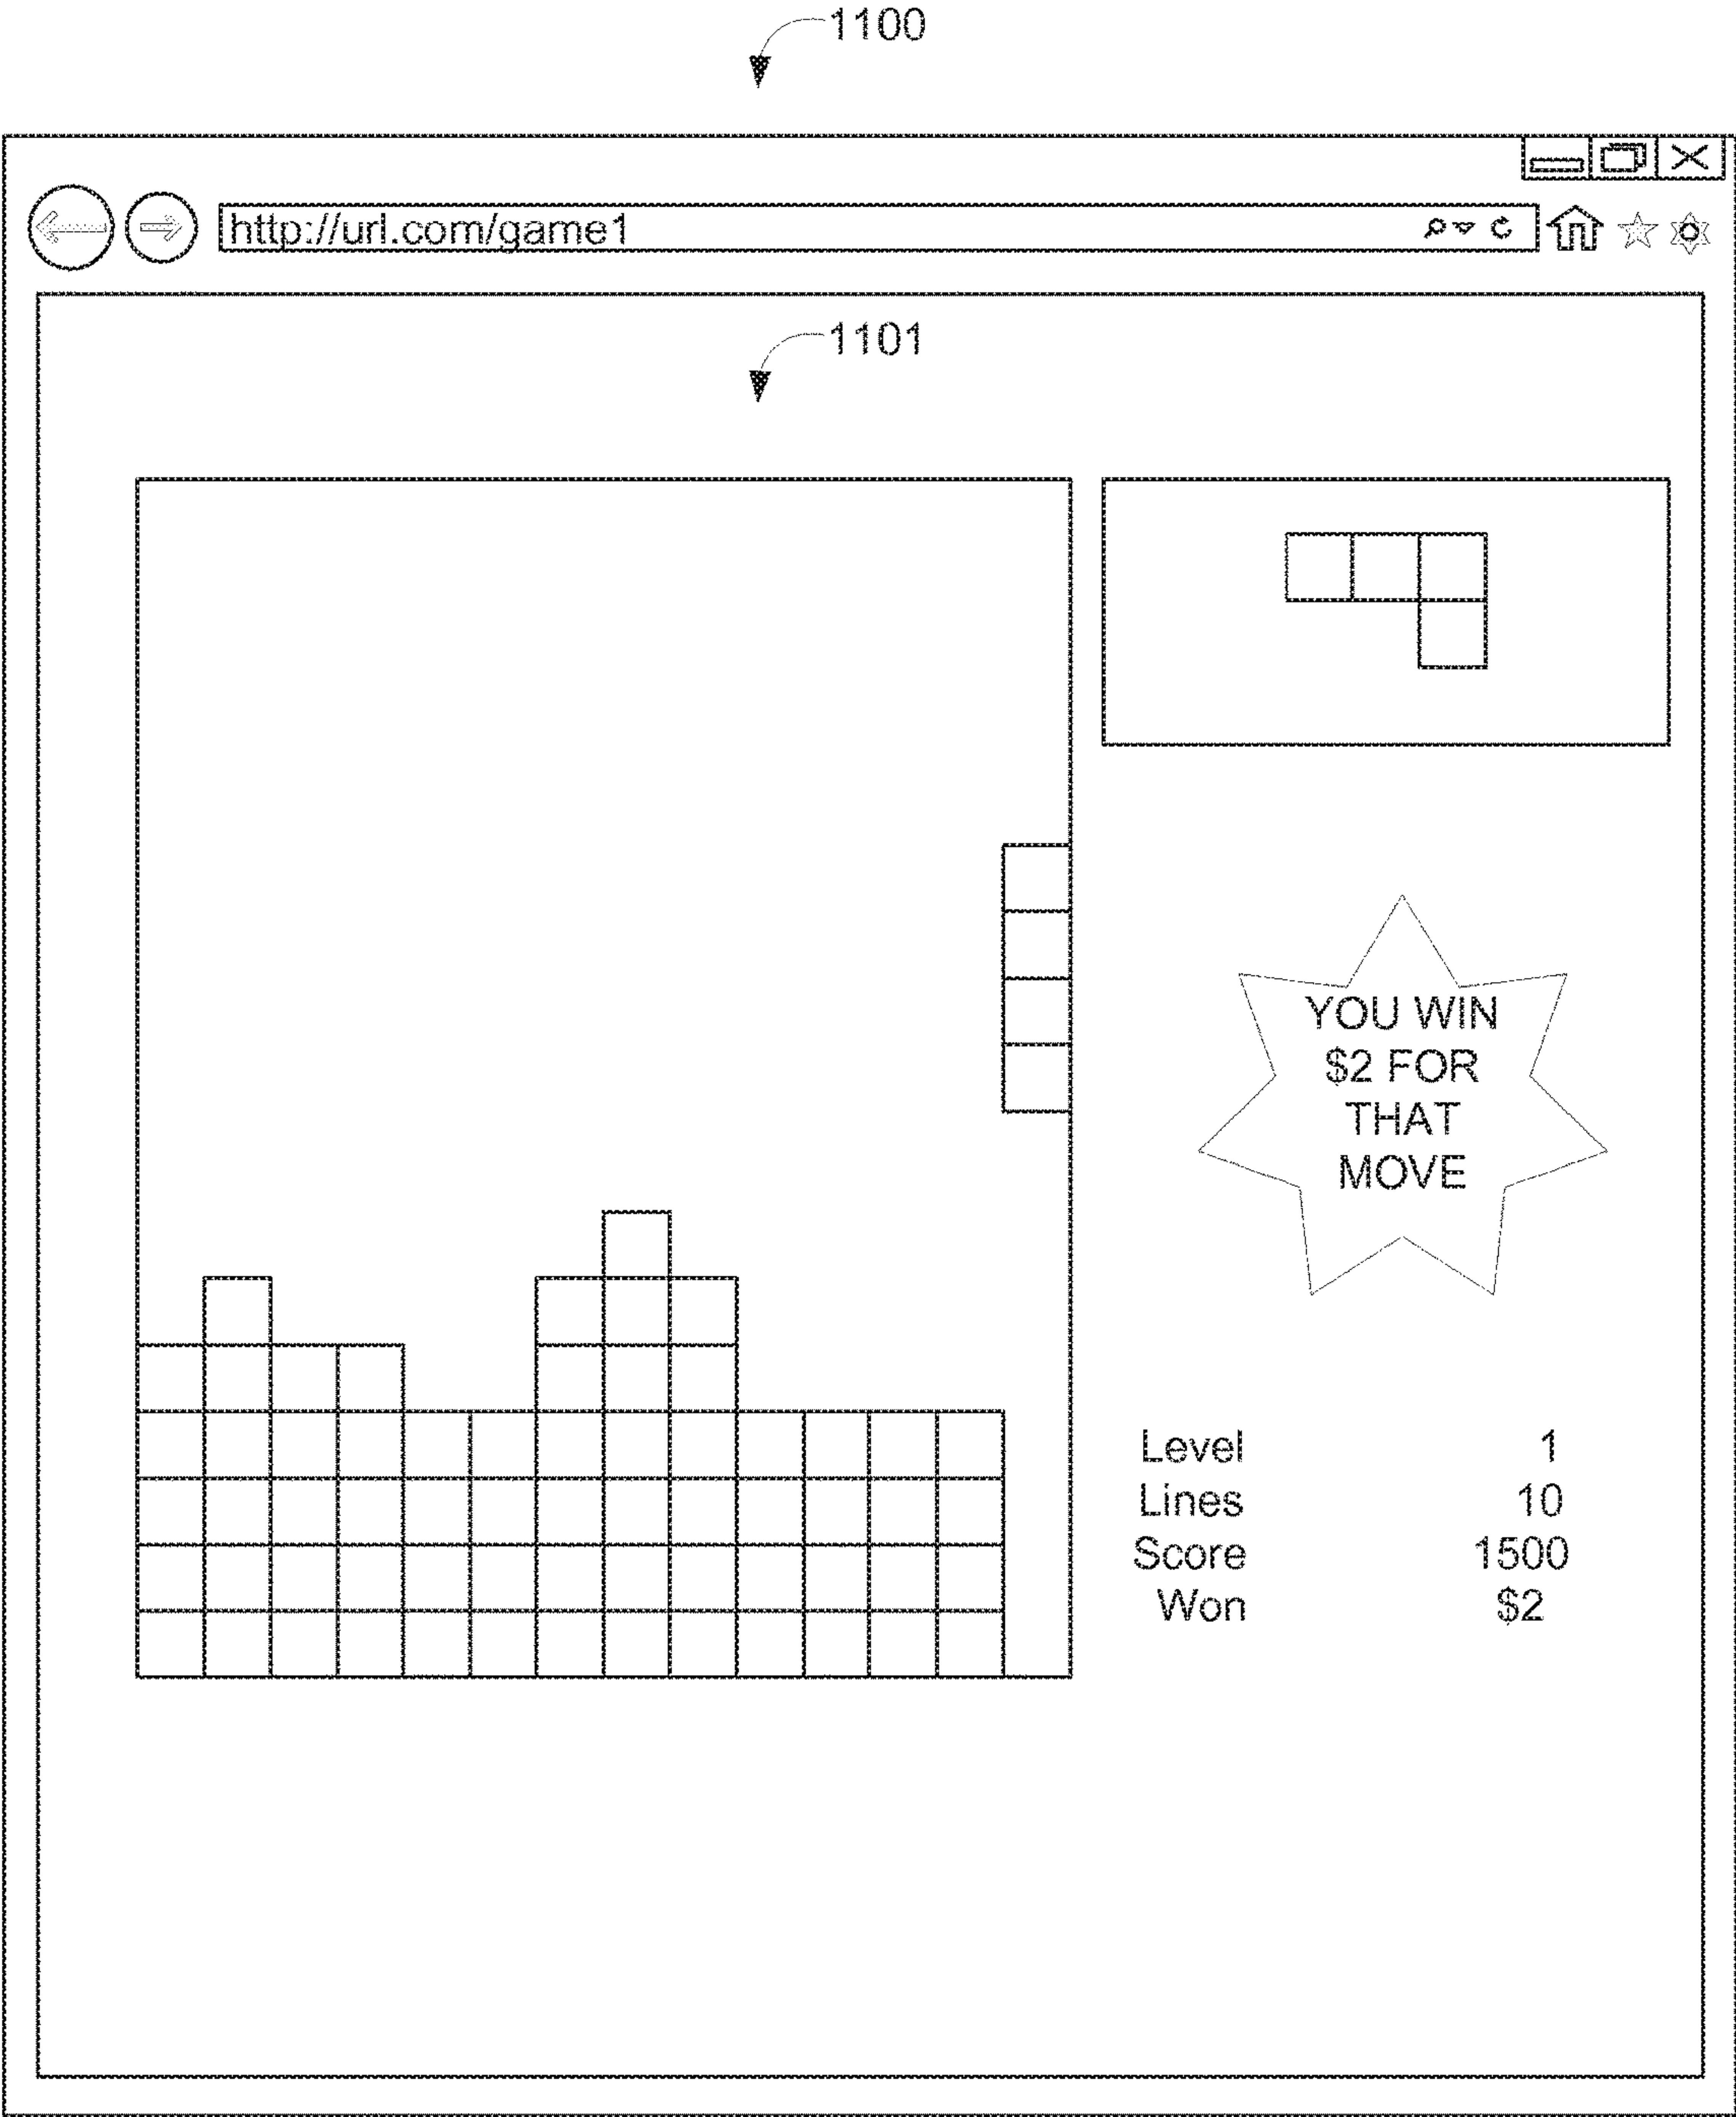 1100
http://url.com/game1
1101
YOU WIN
$2 FOR
THAT
MOVE
Level 1
Lines 10
Score 1500
Won $2